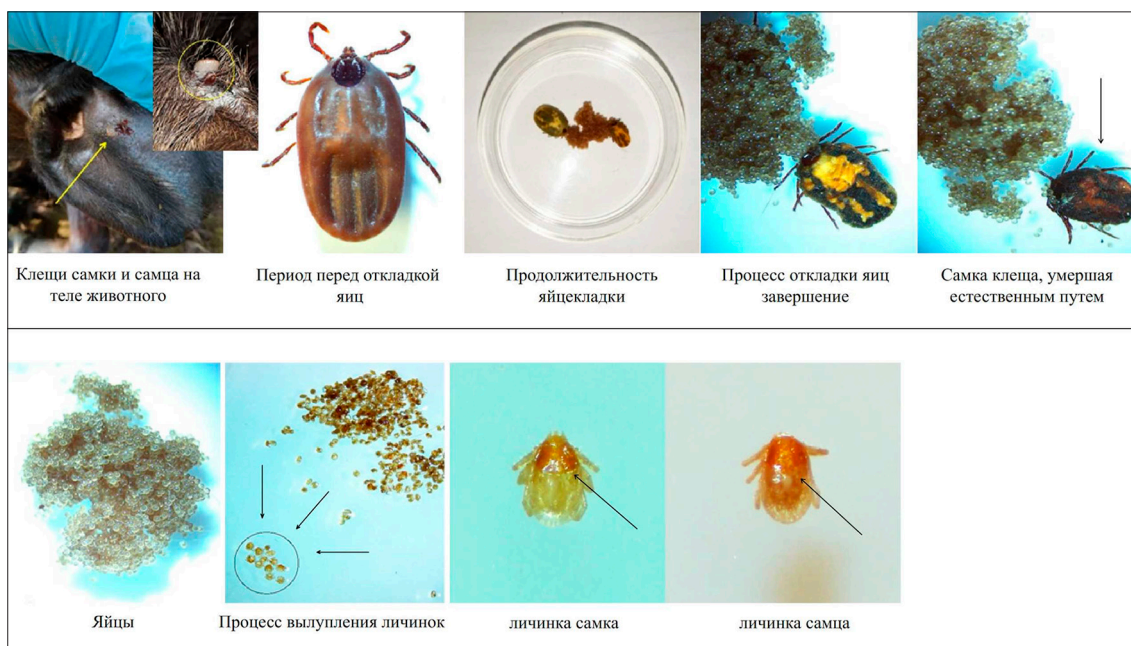 Клещи самки и самца на
теле животного
Период перед откладкой
яиц
Продолжительность
яйцекладки
Процесс откладки яиц
завершение
Самка клеща, умершая
естественным путем
Яйцы
Процесс вылупления личинок
личинка самка
личинка самца